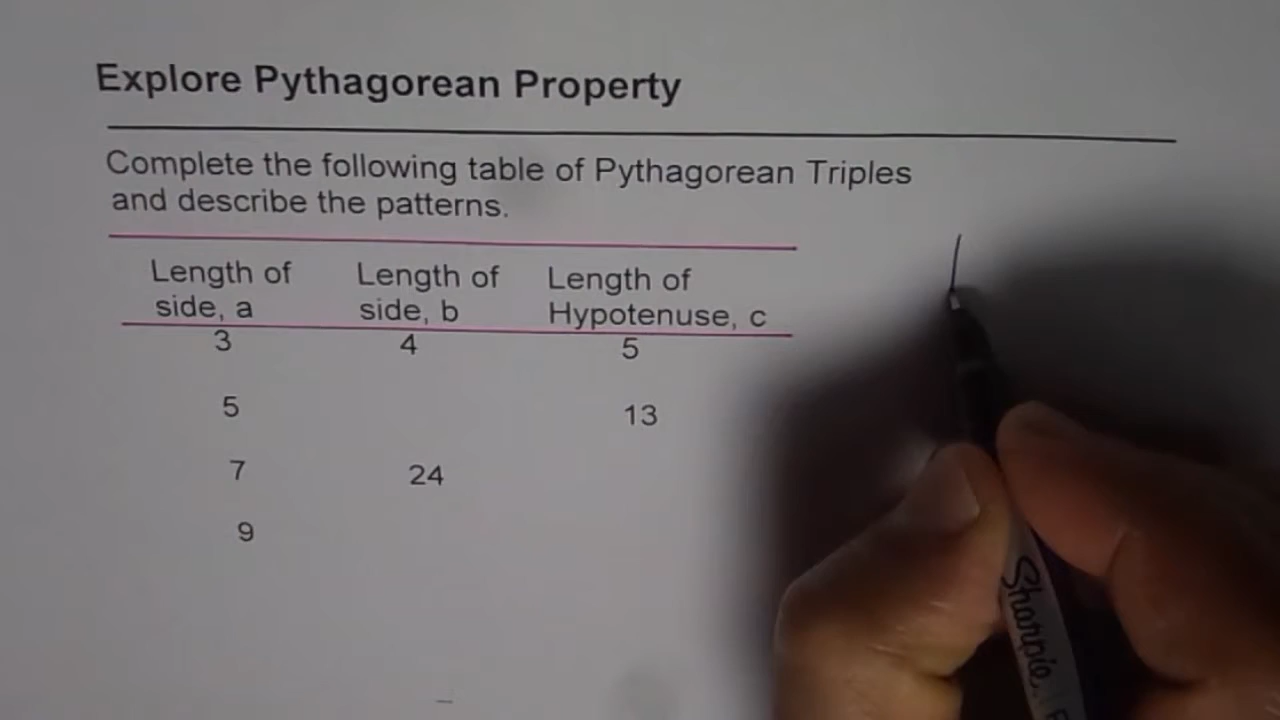 Explore Pythagorean Property
Complete the following table of Pythagorean Triples
and describe the patterns.
Length of side, a Length of side, b Length of Hypotenuse, c
3 4 5
5 13
7 24
9
Sharpie.